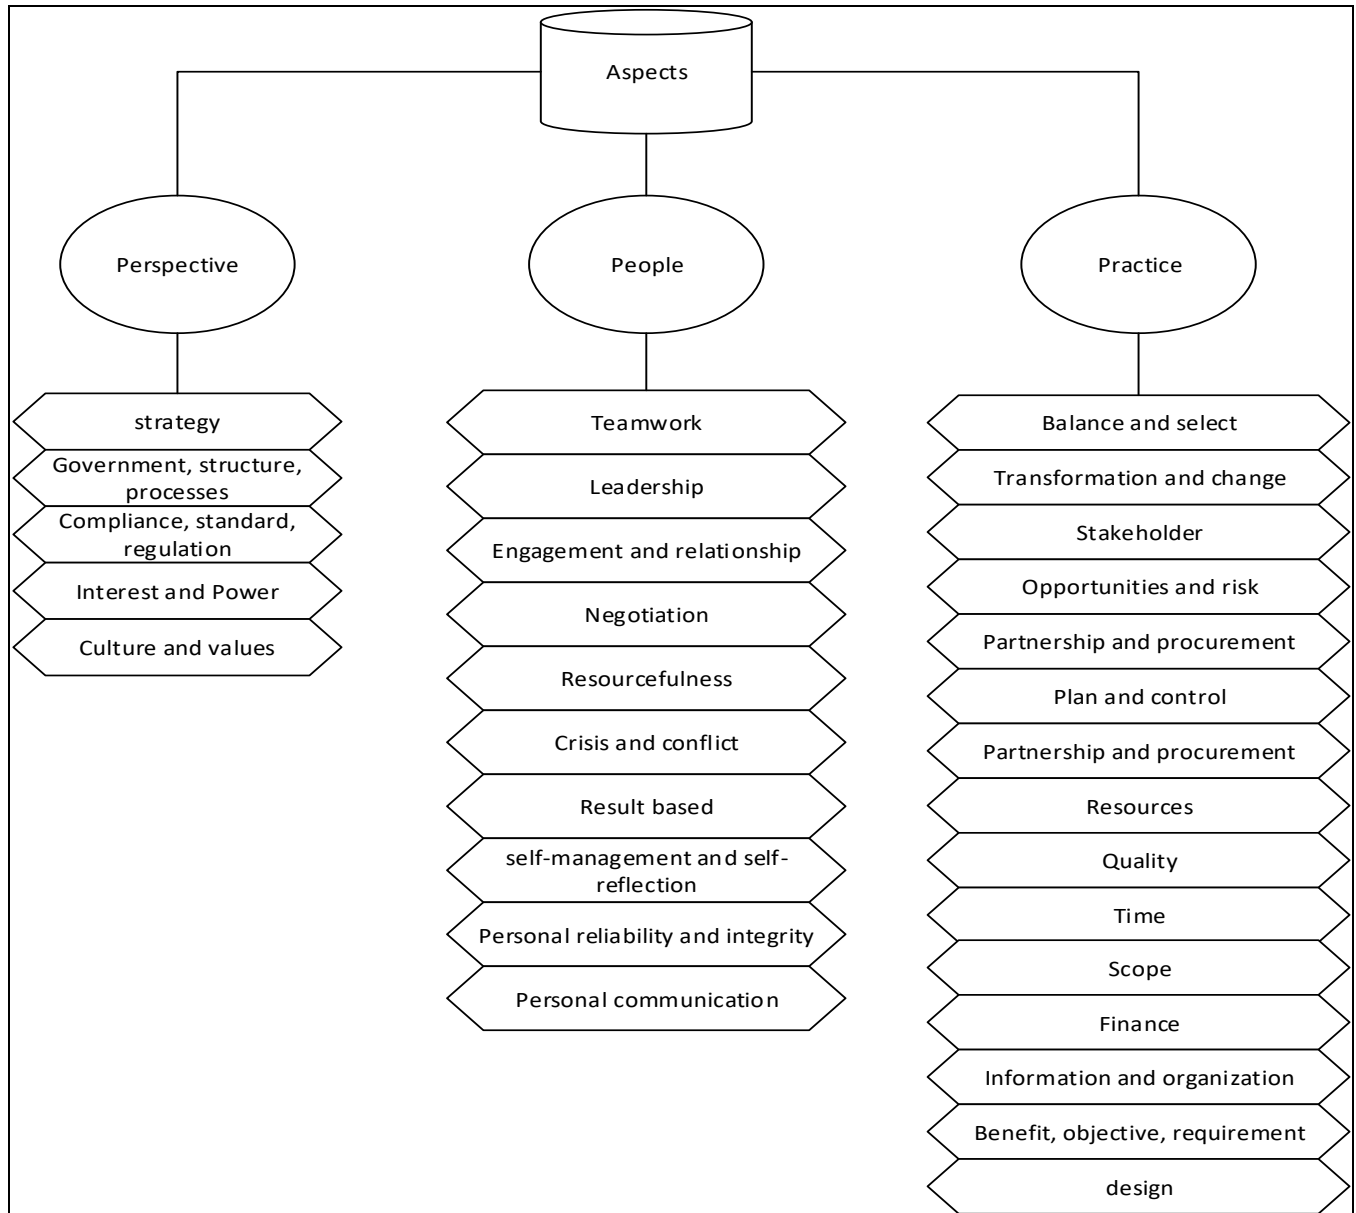 Aspects
Perspective
People
Practice
strategy
Government, structure,
processes
Compliance, standard,
regulation
Interest and Power
Culture and values
Teamwork
Leadership
Engagement and relationship
Negotiation
Resourcefulness
Crisis and conflict
Result based
self-management and self-
reflection
Personal reliability and integrity
Personal communication
Balance and select
Transformation and change
Stakeholder
Opportunities and risk
Partnership and procurement
Plan and control
Partnership and procurement
Resources
Quality
Time
Scope
Finance
Information and organization
Benefit, objective, requirement
design